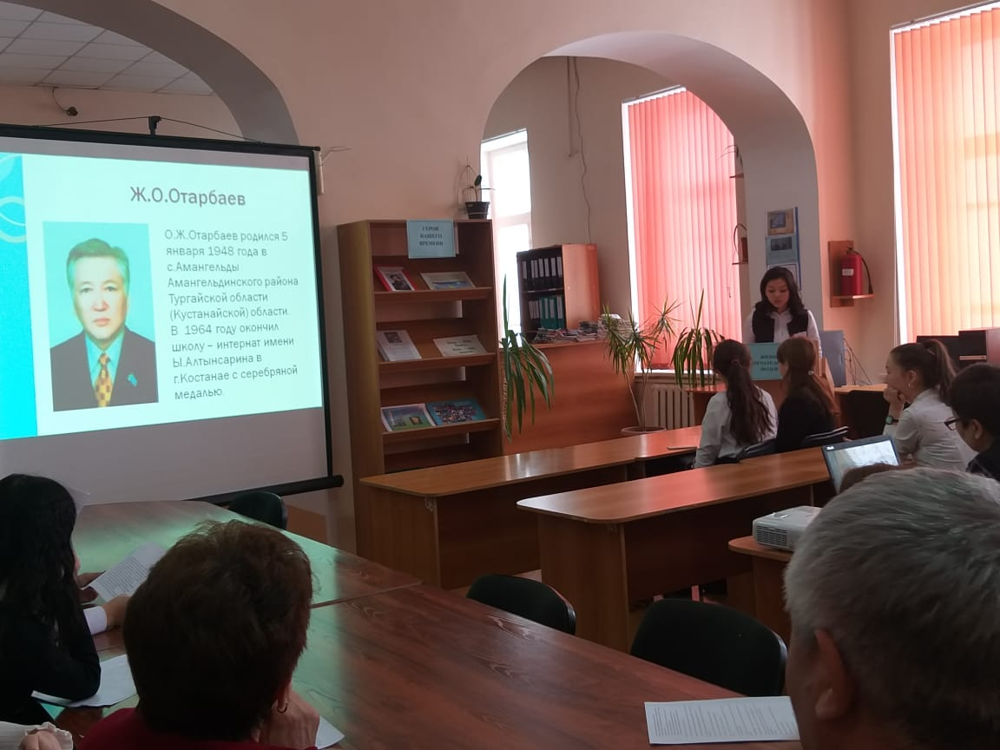 Ж.О.Отарбаев
О.Ж.Отарбаев родился 5
января 1948 года в
с.Амангельды
Амангельдинского района
Тургайской области
(Кустанайской) области.
В 1964 году окончил
школу – интернат имени
Ы.Алтынсарина в
г.Костанае с серебряной
медалью.
ГЕРОИ
НАШЕГО
ВРЕМЕНИ